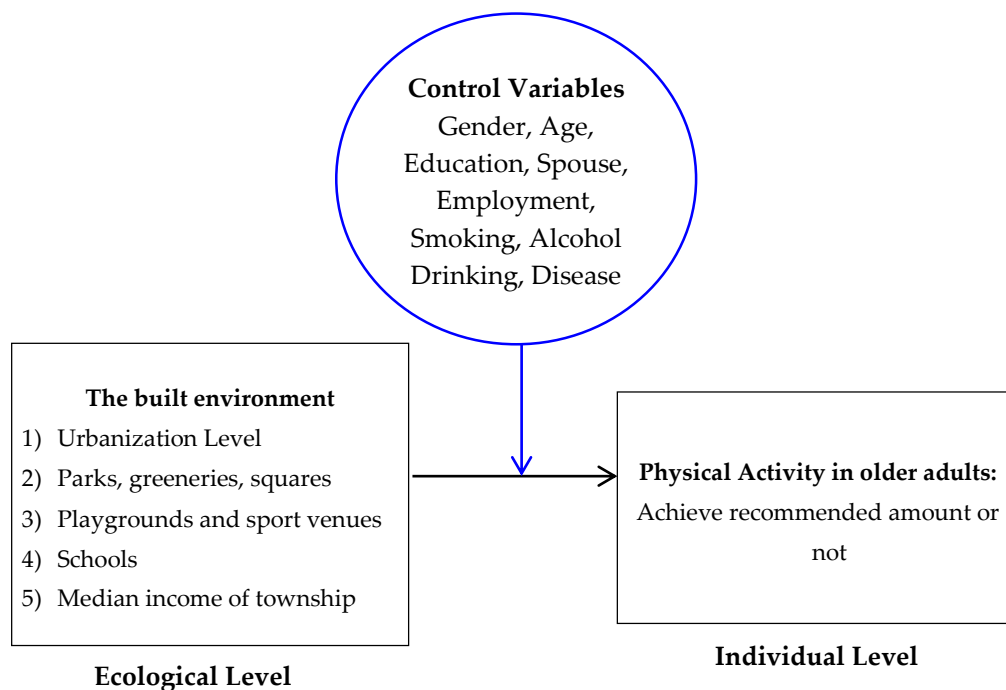 Control Variables
Gender, Age,
Education, Spouse,
Employment,
Smoking, Alcohol
Drinking, Disease
The built environment
1) Urbanization Level
2) Parks, greeneries, squares
3) Playgrounds and sport venues
4) Schools
5) Median income of township
Ecological Level
Physical Activity in older adults:
Achieve recommended amount or
not
Individual Level